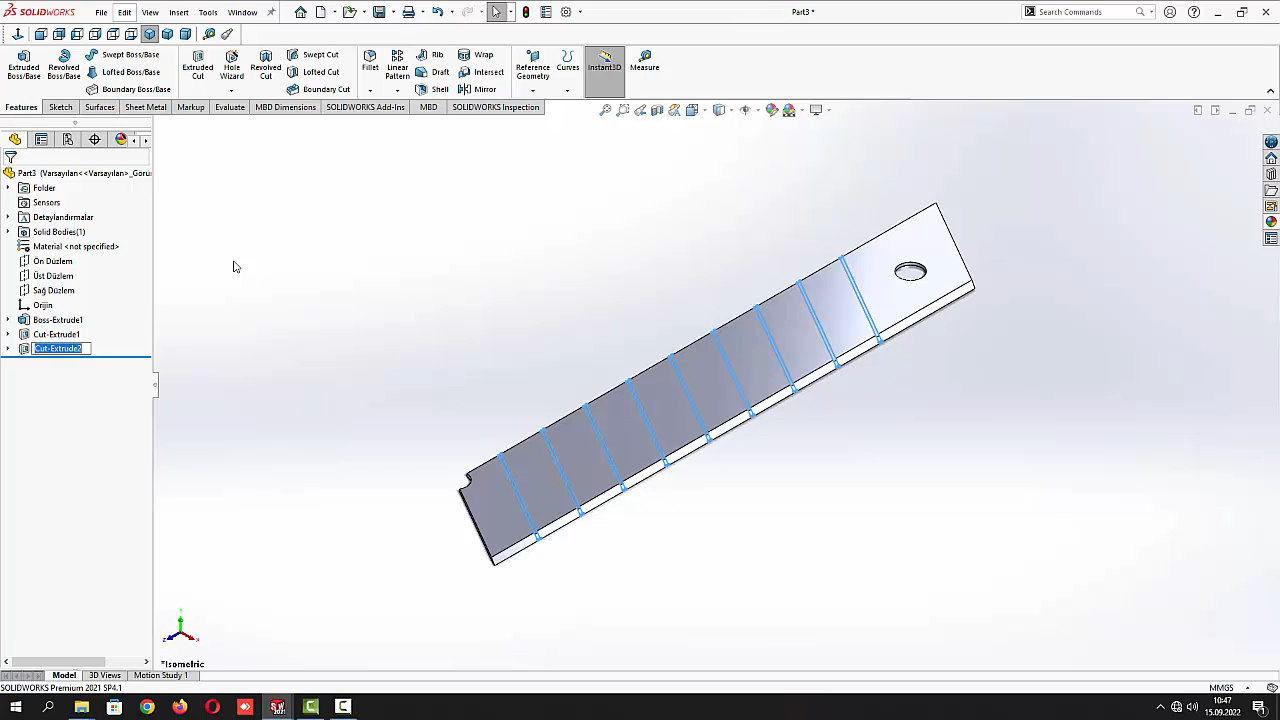 SOLIDWORKS File Edit View Insert Tools Window Part3 * Search Commands
Extruded Boss/Base
Revolved Boss/Base
Swept Boss/Base
Lofted Boss/Base
Boundary Boss/Base
Extruded Cut
Hole Wizard
Revolved Cut
Swept Cut
Lofted Cut
Boundary Cut
Fillet
Linear Pattern
Rib
Draft
Shell
Wrap
Intersect
Mirror
Reference Geometry
Curves
Instant3D
Measure
Features Sketch Surfaces Sheet Metal Markup Evaluate MBD Dimensions SOLIDWORKS Add-Ins MBD SOLIDWORKS Inspection
Part3 (Varsayılan<<Varsayılan>_Görü
Folder
Sensors
Detaylandırmalar
Solid Bodies(1)
Material <not specified>
Ön Düzlem
Üst Düzlem
Sağ Düzlem
Orijin
Boss-Extrude1
Cut-Extrude1
Cut-Extrude2
Y
Z
X
*Isometric
Model 3D Views Motion Study 1
SOLIDWORKS Premium 2021 SP4.1 MMGS
10:47
15.09.2022